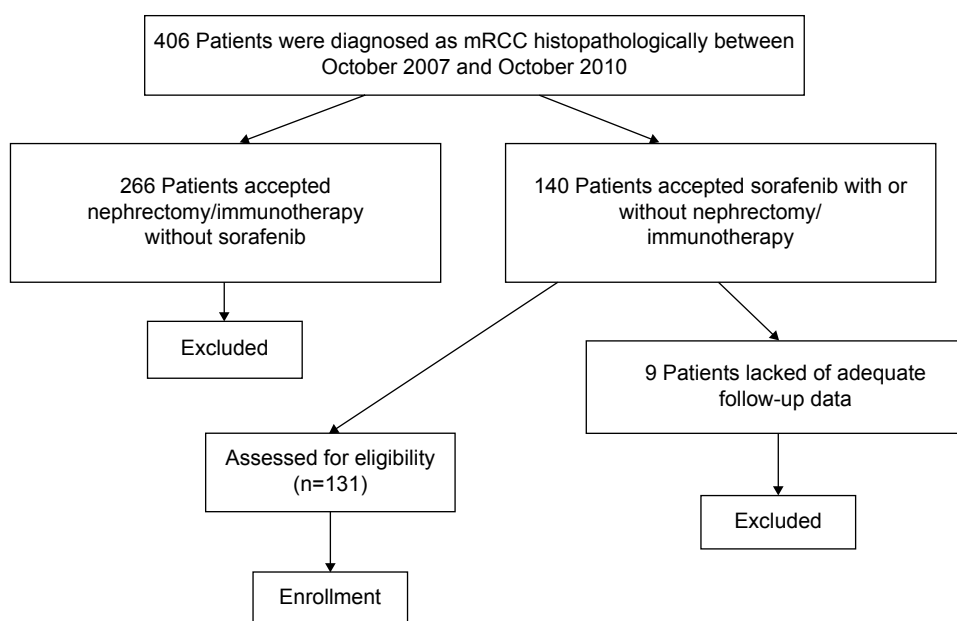 406 Patients were diagnosed as mRCC histopathologically between
October 2007 and October 2010
266 Patients accepted
nephrectomy/immunotherapy
without sorafenib
140 Patients accepted sorafenib with or
without nephrectomy/
immunotherapy
Excluded
9 Patients lacked of adequate
follow-up data
Assessed for eligibility
(n=131)
Excluded
Enrollment